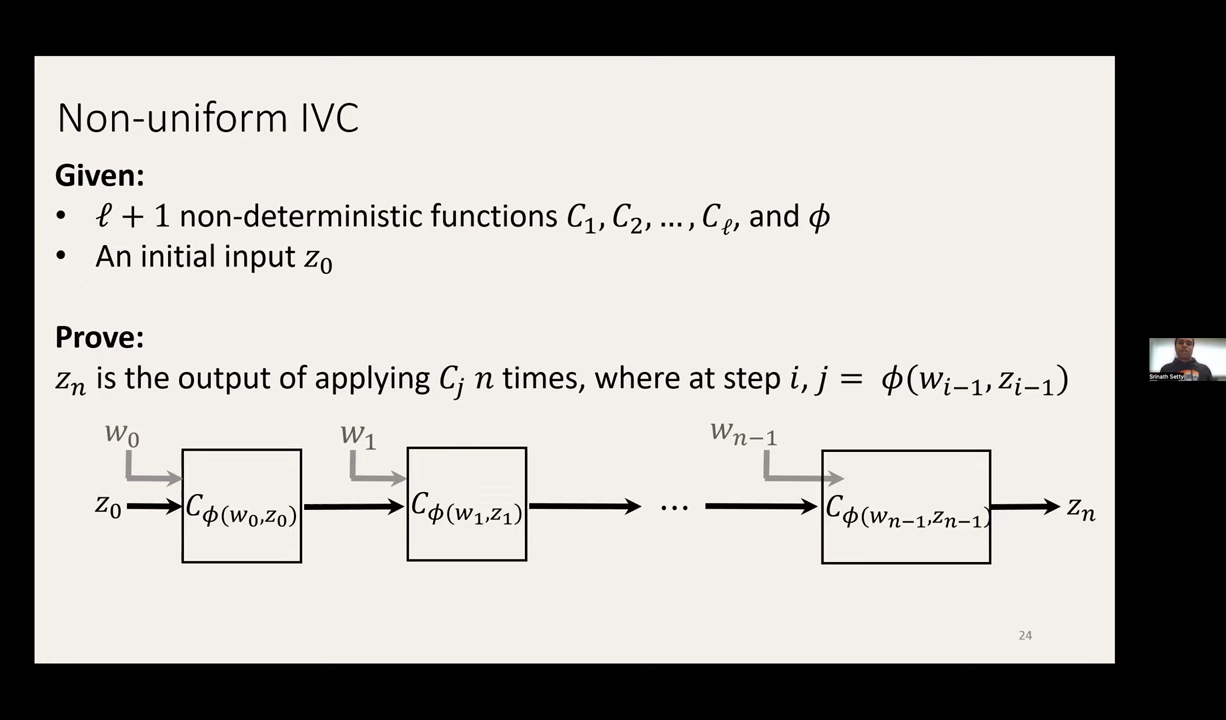 Non-uniform IVC
Given:
• ℓ + 1 non-deterministic functions C₁, C₂, … , C_ℓ, and ϕ
• An initial input z₀
Prove:
zₙ is the output of applying Cⱼ n times, where at step i, j = ϕ(wᵢ₋₁, zᵢ₋₁)
w₀ w₁ wₙ₋₁
z₀ C_ϕ(w₀,z₀) C_ϕ(w₁,z₁) … C_ϕ(wₙ₋₁,zₙ₋₁) zₙ
24
Srinath Setty